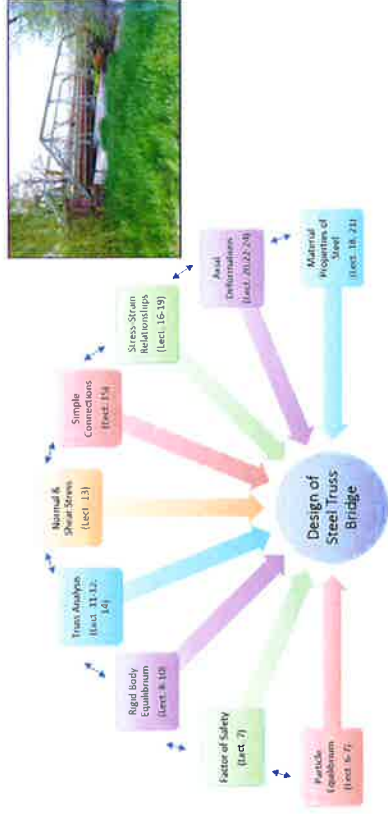 Particle
Equilibrium
(Lect. 6-7)
Factor of Safety
(Lect. 7)
Rigid Body
Equilibrium
(Lect. 8-10)
Truss Analysis
(Lect. 11-12,
14)
Normal &
Shear Stress
(Lect. 13)
Simple
Connections
(Lect. 15)
Stress-Strain
Relationships
(Lect. 16-19)
Axial
Deformations
(Lect. 20,22-24)
Material
Properties of
Steel
(Lect. 18, 21)
Design of
Steel Truss
Bridge